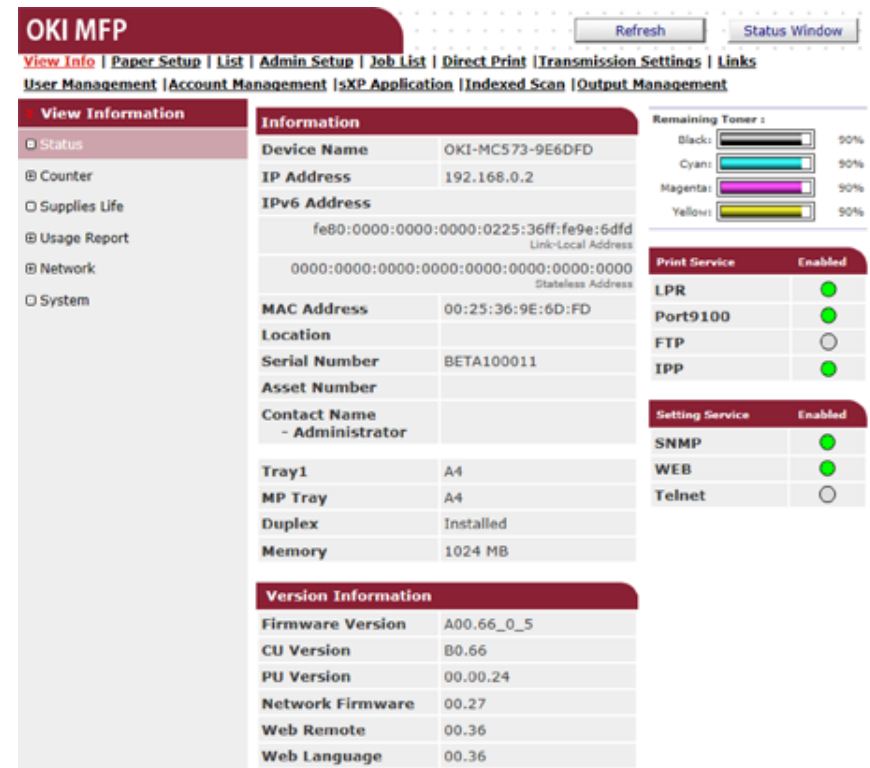 OKI MFP
Refresh
Status Window
View Info | Paper Setup | List | Admin Setup | Job List | Direct Print |Transmission Settings | Links
User Management |Account Management |sXP Application |Indexed Scan |Output Management
View Information
Status
Counter
Supplies Life
Usage Report
Network
System
Information
Device Name OKI-MC573-9E6DFD
IP Address 192.168.0.2
IPv6 Address
fe80:0000:0000:0000:0225:36ff:fe9e:6dfd
Link-Local Address
0000:0000:0000:0000:0000:0000:0000:0000
Stateless Address
MAC Address 00:25:36:9E:6D:FD
Location
Serial Number BETA100011
Asset Number
Contact Name
- Administrator
Tray1 A4
MP Tray A4
Duplex Installed
Memory 1024 MB
Version Information
Firmware Version A00.66_0_5
CU Version B0.66
PU Version 00.00.24
Network Firmware 00.27
Web Remote 00.36
Web Language 00.36
Remaining Toner :
Black: 90%
Cyan: 90%
Magenta: 90%
Yellow: 90%
Print Service Enabled
LPR
Port9100
FTP
IPP
Setting Service Enabled
SNMP
WEB
Telnet